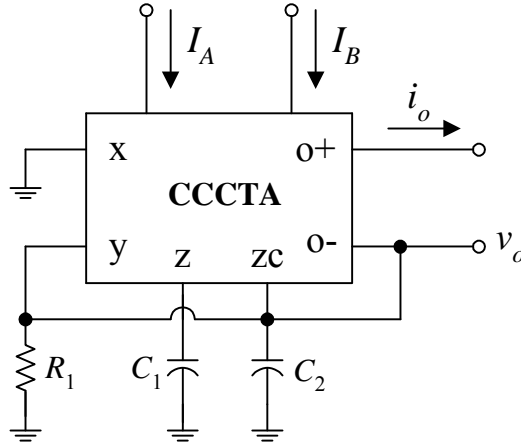 I_A
I_B
i_o
x
o+
CCCTA
y
z
zc
o-
v_o
R_1
C_1
C_2